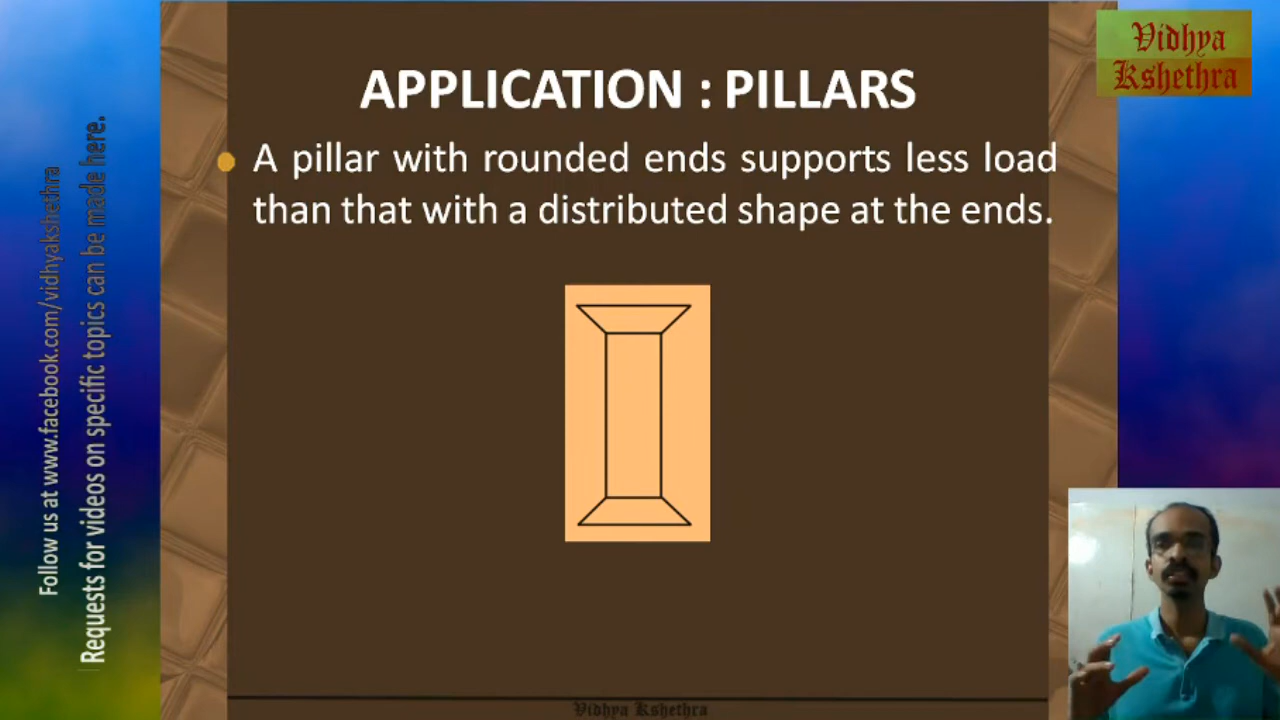 APPLICATION : PILLARS
A pillar with rounded ends supports less load
than that with a distributed shape at the ends.
Vidhya
Kshethra
Follow us at www.facebook.com/vidhyakshethra
Requests for videos on specific topics can be made here.
Vidhya Kshethra